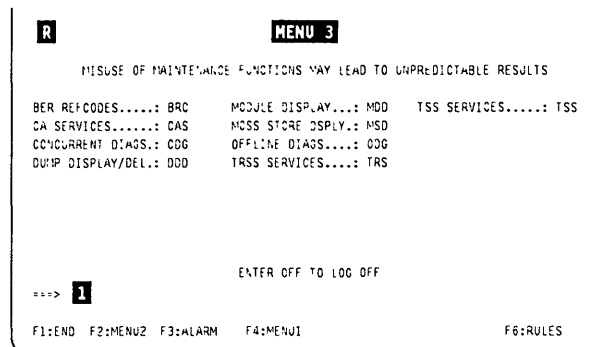 R MENU 3
MISUSE OF MAINTENANCE FUNCTIONS MAY LEAD TO UNPREDICTABLE RESULTS
BER REFCODES.....: BRC MODULE DISPLAY...: MDD TSS SERVICES.....: TSS
CA SERVICES......: CAS MOSS STORE DSPLY.: MSD
CONCURRENT DIAGS.: CDG OFFLINE DIAGS....: ODG
DUMP DISPLAY/DEL.: DDD TRSS SERVICES....: TRS
ENTER OFF TO LOG OFF
===> 1
F1:END F2:MENU2 F3:ALARM F4:MENU1 F6:RULES